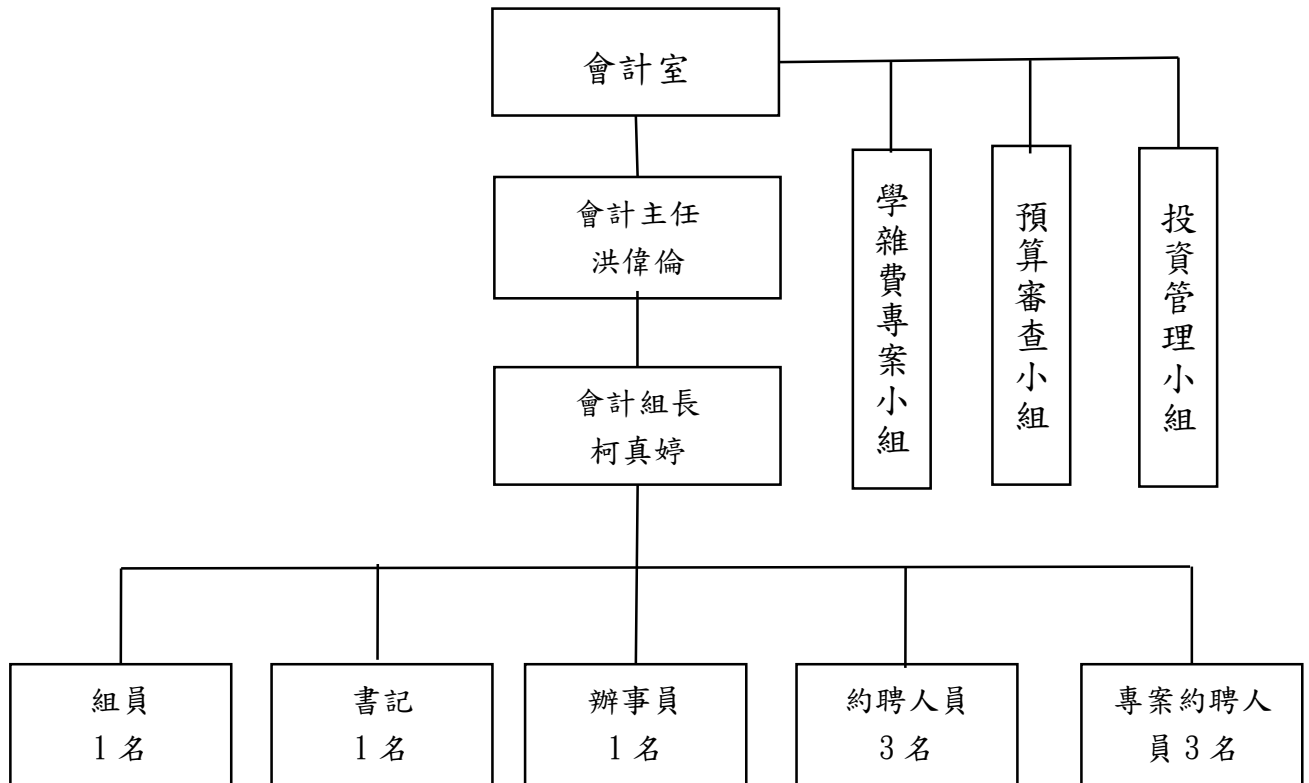 會計室
會計主任
洪偉倫
會計組長
柯真婷
學雜費專案小組
預算審查小組
投資管理小組
組員
1名
書記
1名
辦事員
1名
約聘人員
3名
專案約聘人
員3名